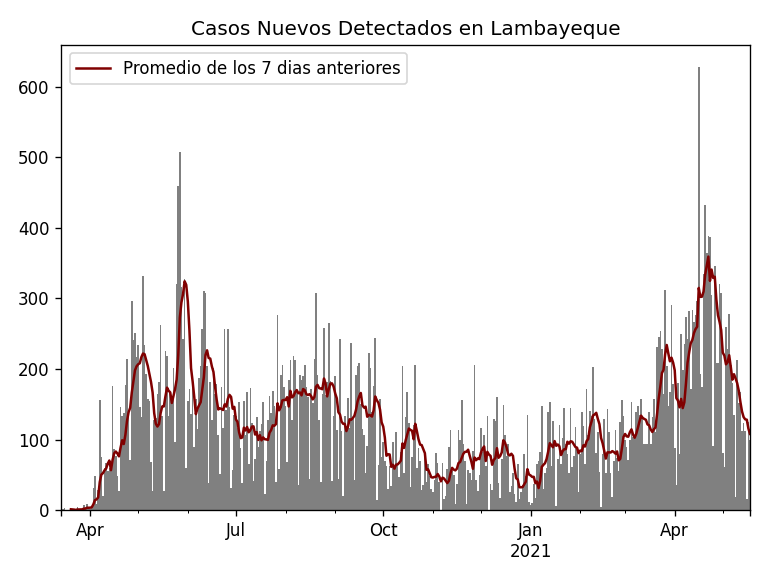 Casos Nuevos Detectados en Lambayeque
Promedio de los 7 dias anteriores
600
500
400
300
200
100
0
Apr
Jul
Oct
Jan
2021
Apr